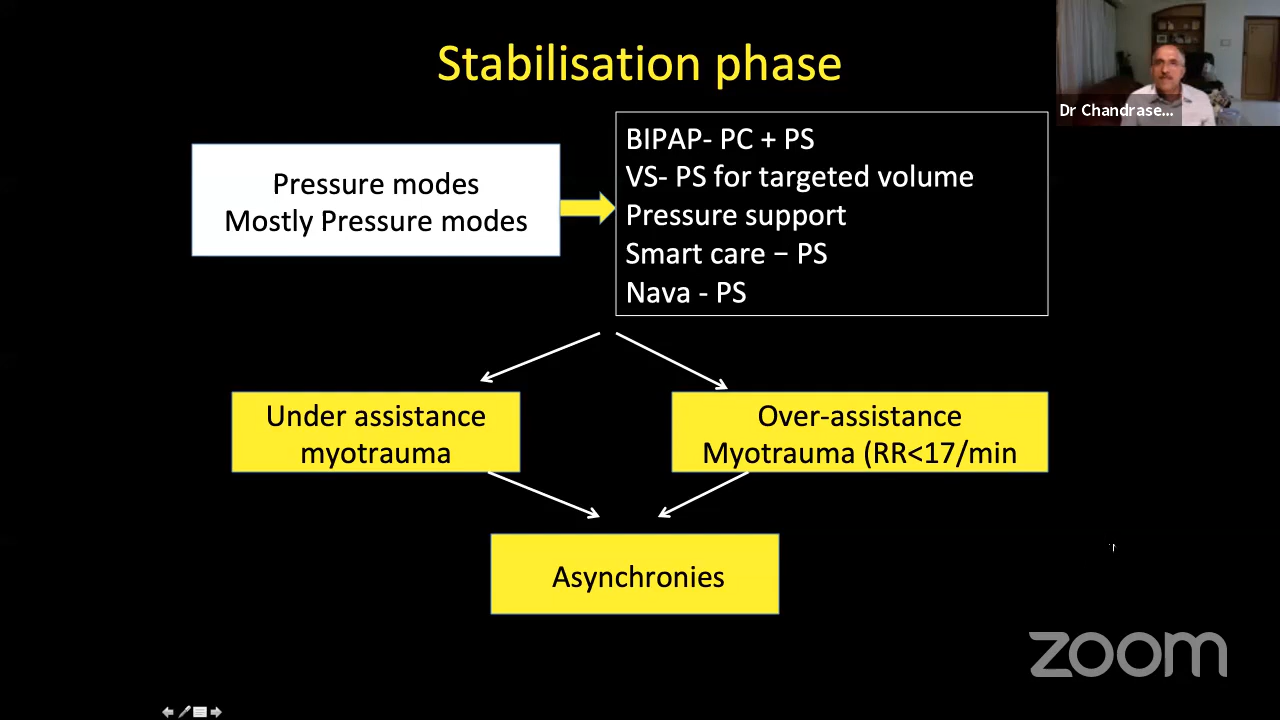 Stabilisation phase
Dr Chandrase...
Pressure modes
Mostly Pressure modes
BIPAP- PC + PS
VS- PS for targeted volume
Pressure support
Smart care – PS
Nava - PS
Under assistance
myotrauma
Over-assistance
Myotrauma (RR<17/min
Asynchronies
zoom